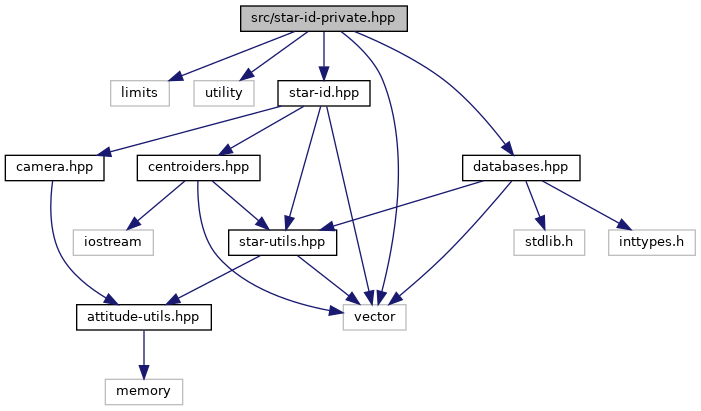 src/star-id-private.hpp
limits
utility
star-id.hpp
camera.hpp
centroiders.hpp
databases.hpp
iostream
star-utils.hpp
stdlib.h
inttypes.h
attitude-utils.hpp
vector
memory